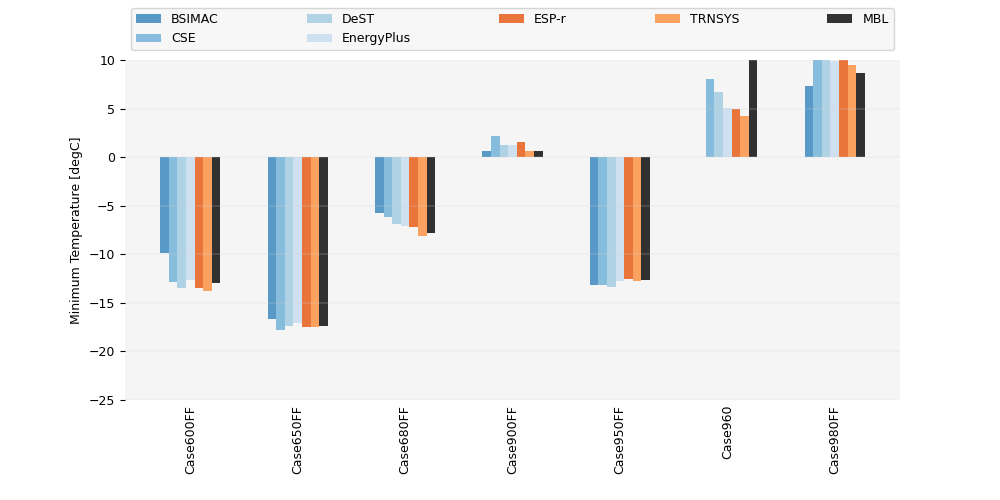 BSIMAC DeST ESP-r TRNSYS MBL
CSE EnergyPlus
Minimum Temperature [degC]
10
5
0
−5
−10
−15
−20
−25
Case600FF Case650FF Case680FF Case900FF Case950FF Case960 Case980FF